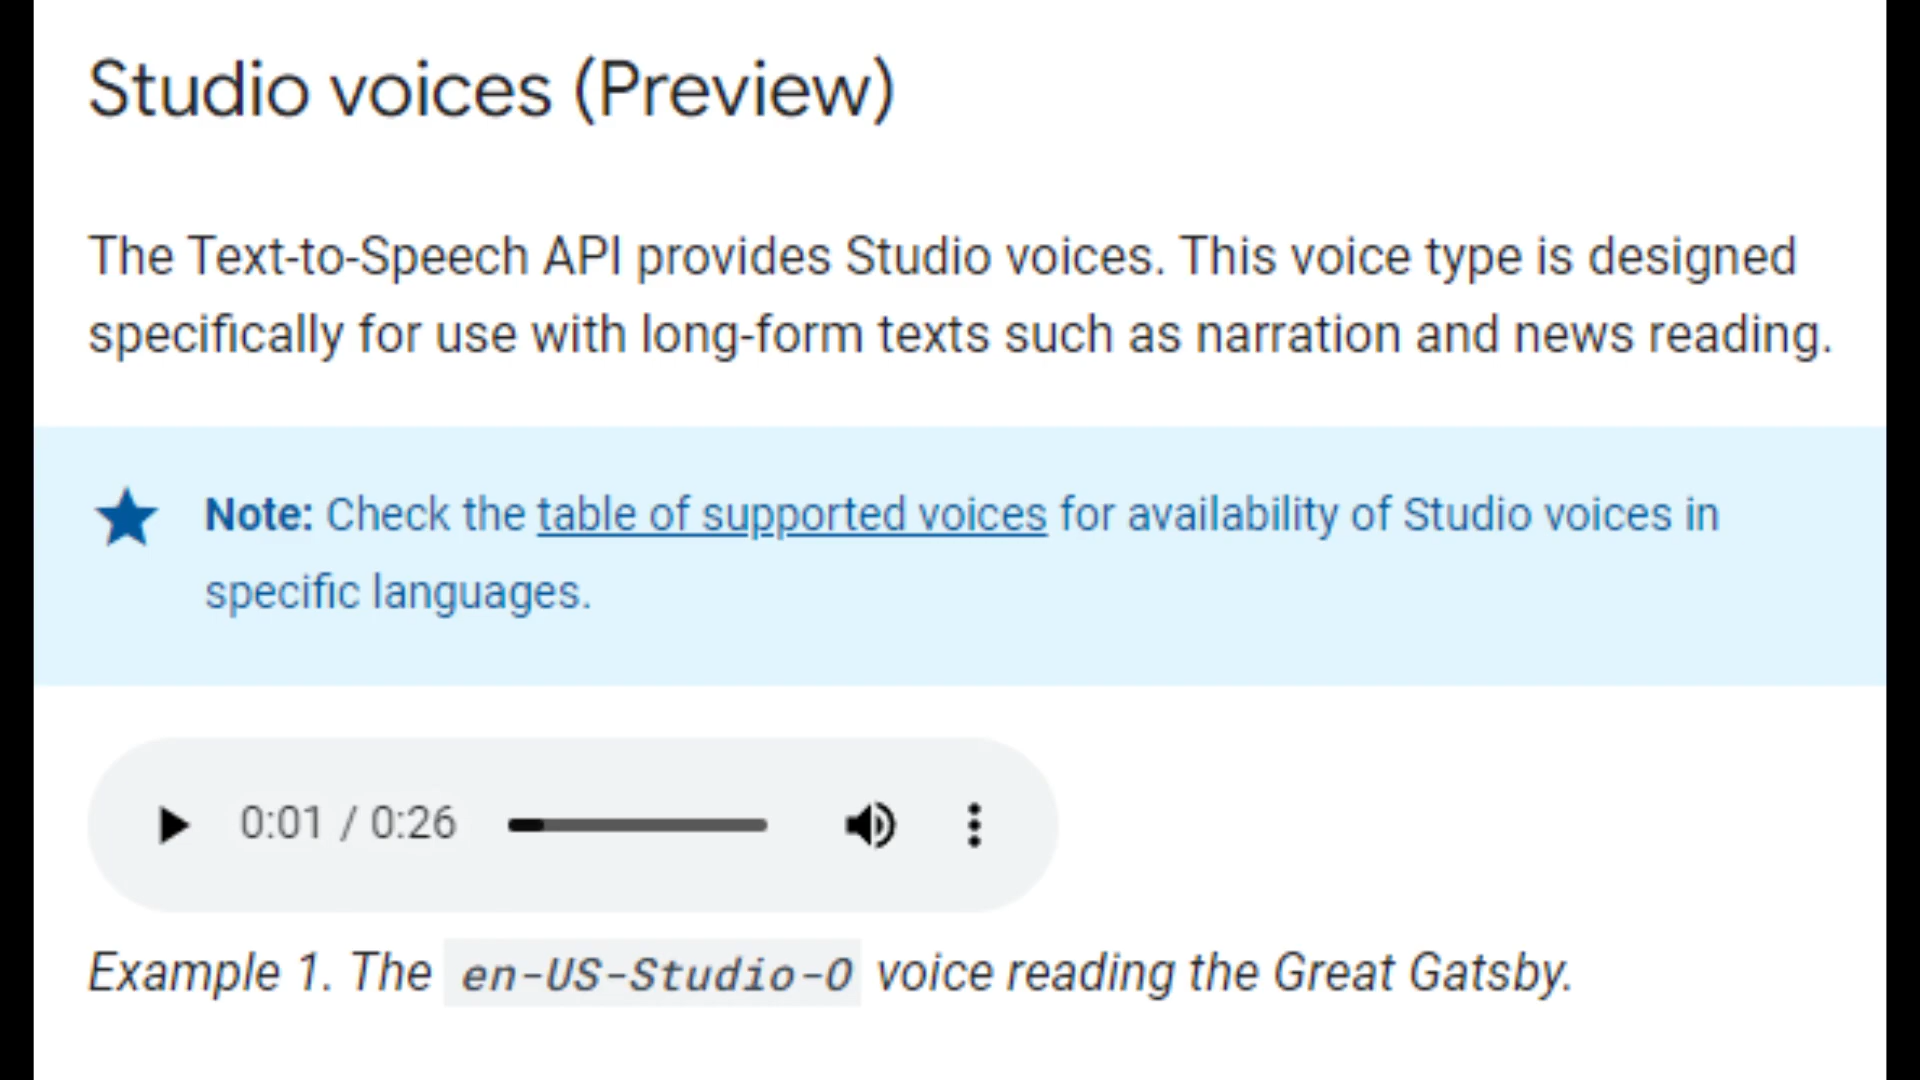 Studio voices (Preview)
The Text-to-Speech API provides Studio voices. This voice type is designed
specifically for use with long-form texts such as narration and news reading.
Note: Check the table of supported voices for availability of Studio voices in
specific languages.
0:01 / 0:26
Example 1. The en-US-Studio-O voice reading the Great Gatsby.